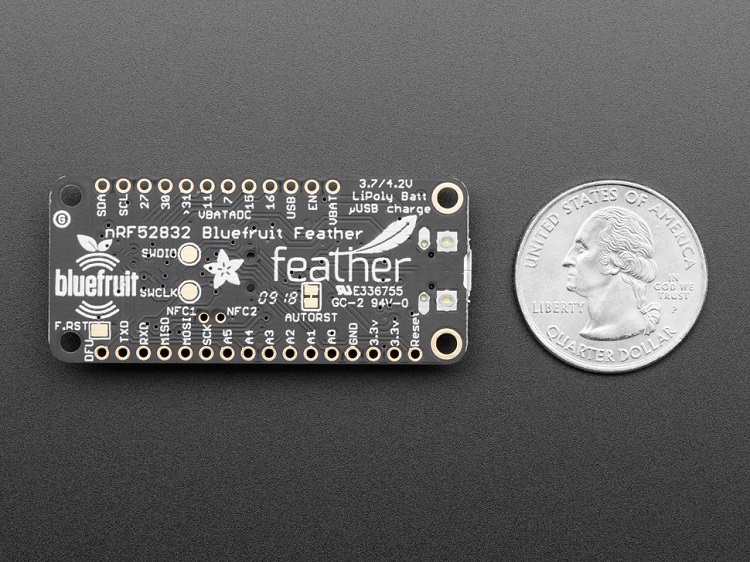 SDA
SCL
27
30
31
11
7
15
16
USB
EN
VBAT
3.7/4.2V
LiPoly Batt
µUSB charge
G
VBATADC
nRF52832 Bluefruit Feather
SWDIO
feather
bluefruit
SWCLK
0918
E336755
GC-2 94V-0
NFC1
NFC2
AUTORST
F.RST
DFU
TXD
RXD
MISO
MOSI
SCK
A5
A4
A3
A2
A1
A0
GND
3.3v
3.3v
Reset
UNITED STATES OF AMERICA
LIBERTY
IN
GOD WE
TRUST
P
QUARTER DOLLAR